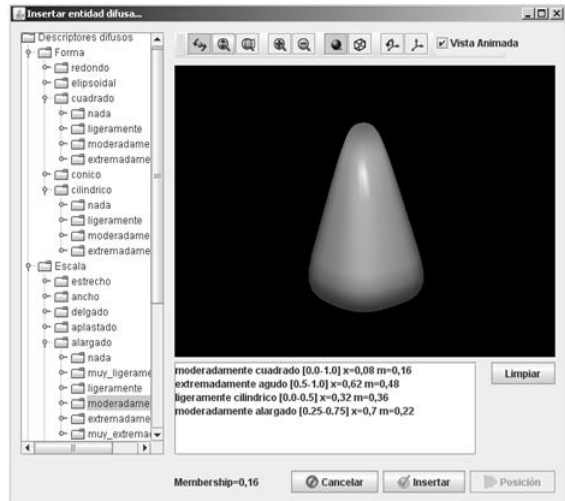 Insertar entidad difusa...
Descriptores difusos
Forma
redondo
elipsoidal
cuadrado
nada
ligeramente
moderadame
extremadame
conico
cilindrico
nada
ligeramente
moderadame
extremadame
Escala
estrecho
ancho
delgado
aplastado
alargado
nada
muy_ligerame
ligeramente
moderadame
extremadame
muy_extrema
Vista Animada
moderadamente cuadrado [0.0-1.0] x=0,08 m=0,16
extremadamente agudo [0.5-1.0] x=0,62 m=0,48
ligeramente cilindrico [0.0-0.5] x=0,32 m=0,36
moderadamente alargado [0.25-0.75] x=0,7 m=0,22
Limpiar
Membership=0,16
Cancelar
Insertar
Posición